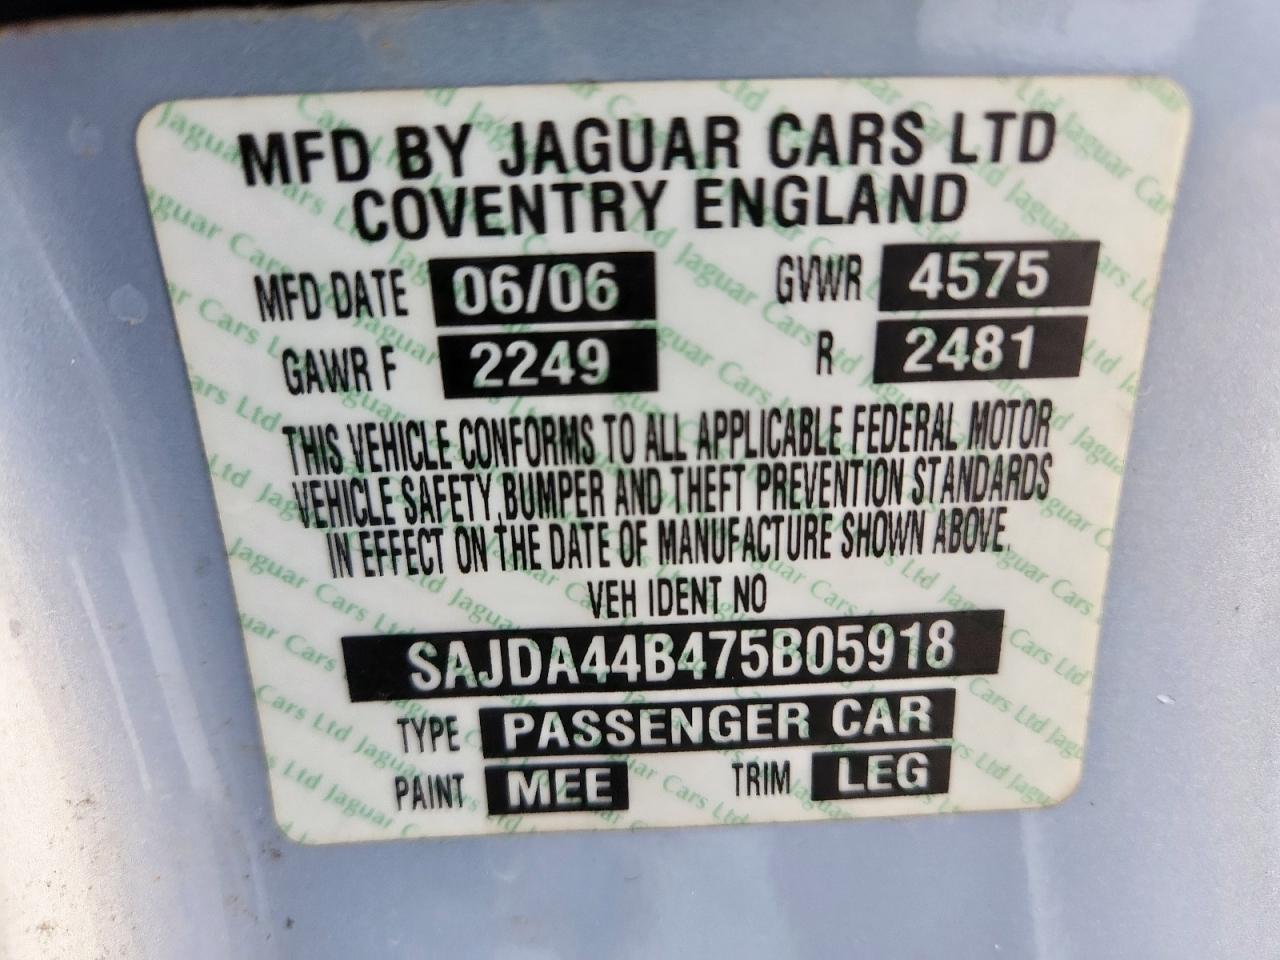 MFD BY JAGUAR CARS LTD
COVENTRY ENGLAND
MFD DATE 06/06 GVWR 4575
GAWR F 2249 R 2481
THIS VEHICLE CONFORMS TO ALL APPLICABLE FEDERAL MOTOR
VEHICLE SAFETY, BUMPER AND THEFT PREVENTION STANDARDS
IN EFFECT ON THE DATE OF MANUFACTURE SHOWN ABOVE.
VEH IDENT NO
SAJDA44B475B05918
TYPE PASSENGER CAR
PAINT MEE TRIM LEG